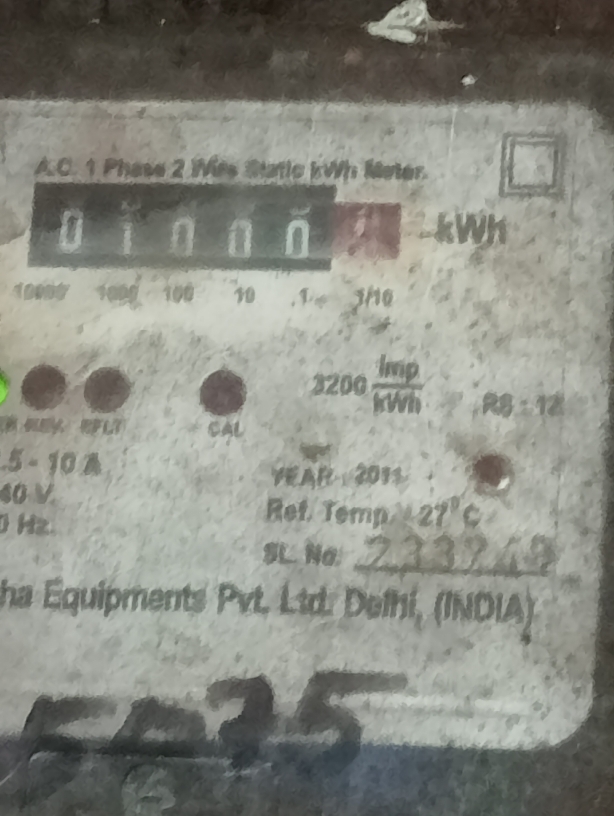 A.C. 1 Phase 2 Wire Static kWh Meter.
0 1 0 0 0 kWh
10000 1000 100 10 1 1/10
3200 Imp/kWh RS : 12
CAL
.5 - 10 A
YEAR : 2011
40 V
Ref. Temp. 27°C
0 Hz.
SL. No.
ha Equipments Pvt. Ltd. Delhi, (INDIA)